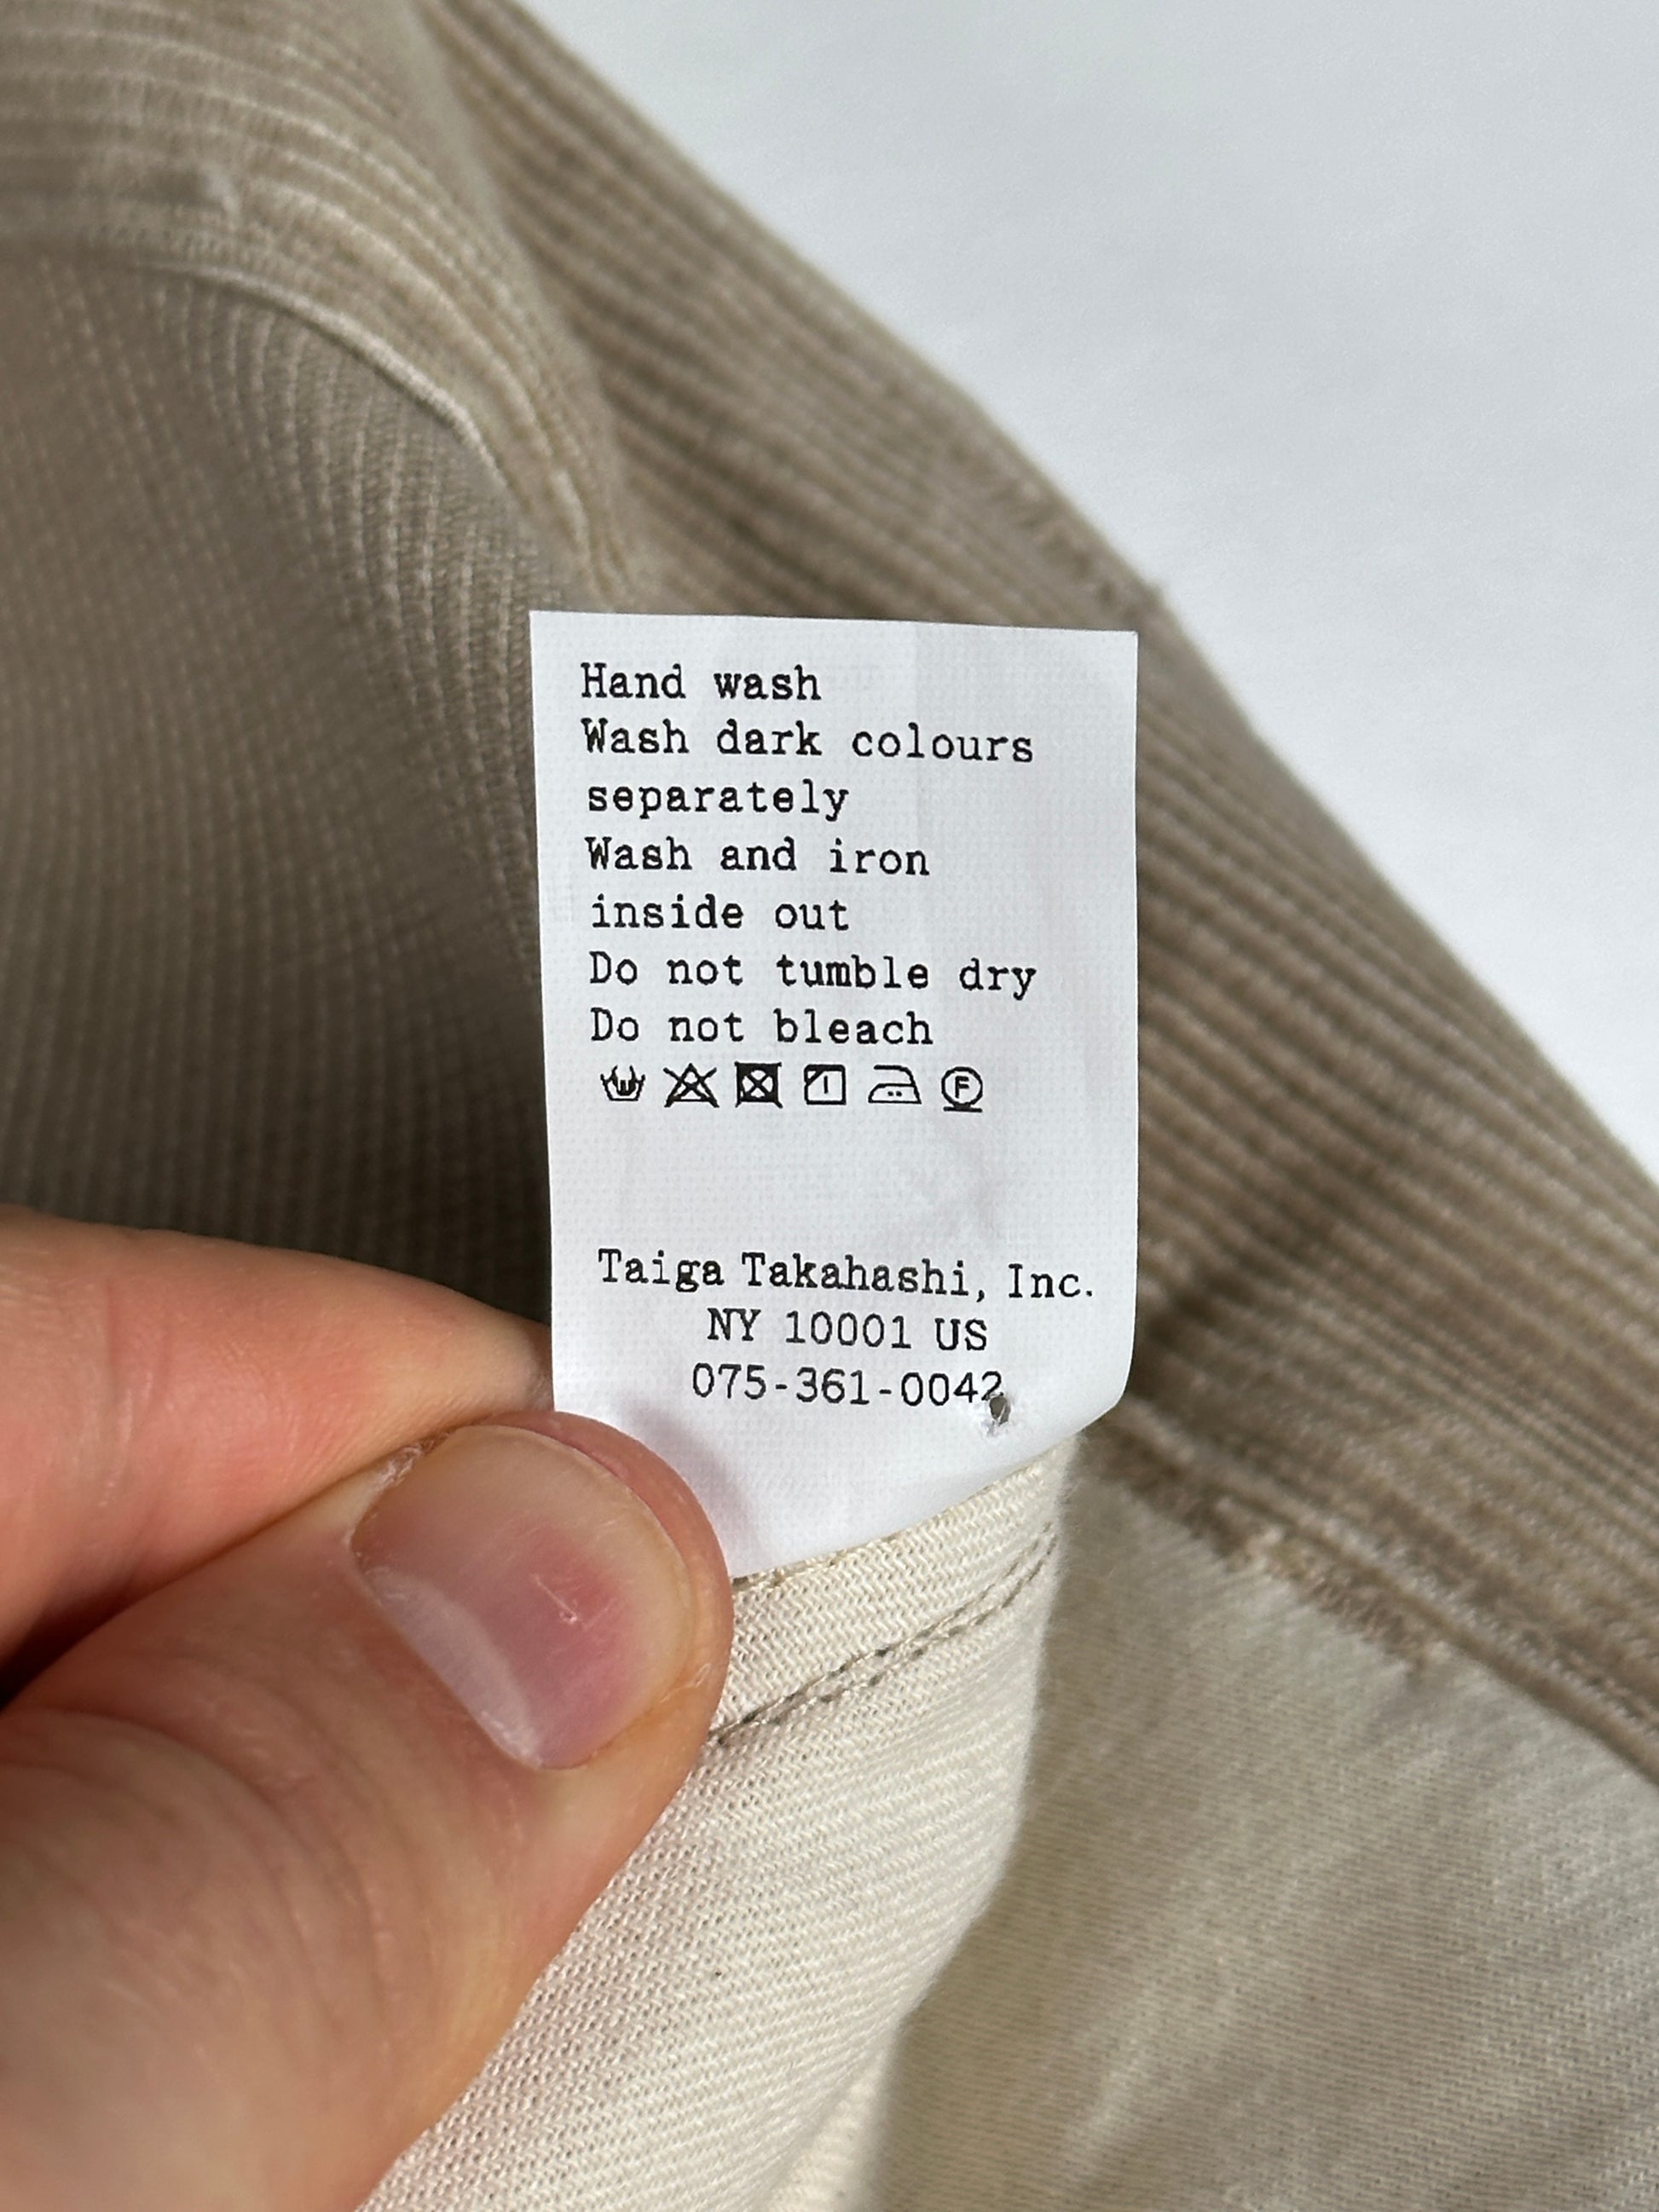 Hand wash
Wash dark colours
separately
Wash and iron
inside out
Do not tumble dry
Do not bleach
F
Taiga Takahashi, Inc.
NY 10001 US
075-361-0042